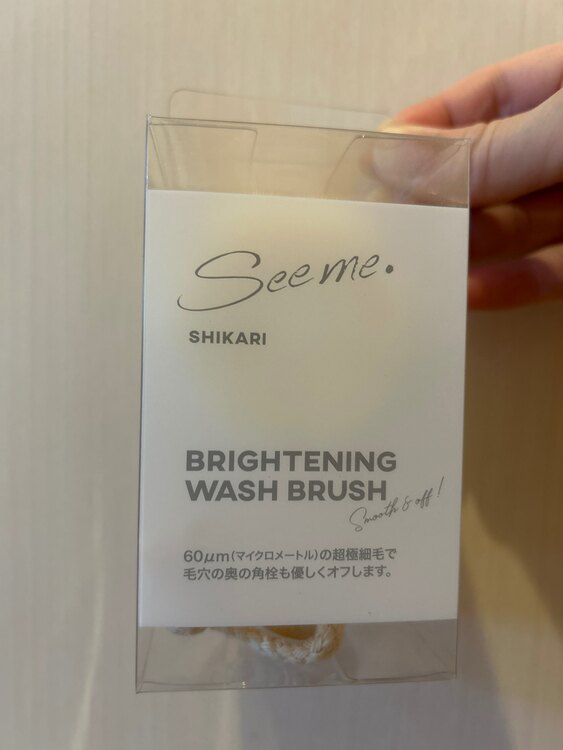 See me.
SHIKARI
BRIGHTENING
WASH BRUSH
Smooth & off!
60μm(マイクロメートル)の超極細毛で
毛穴の奥の角栓も優しくオフします。